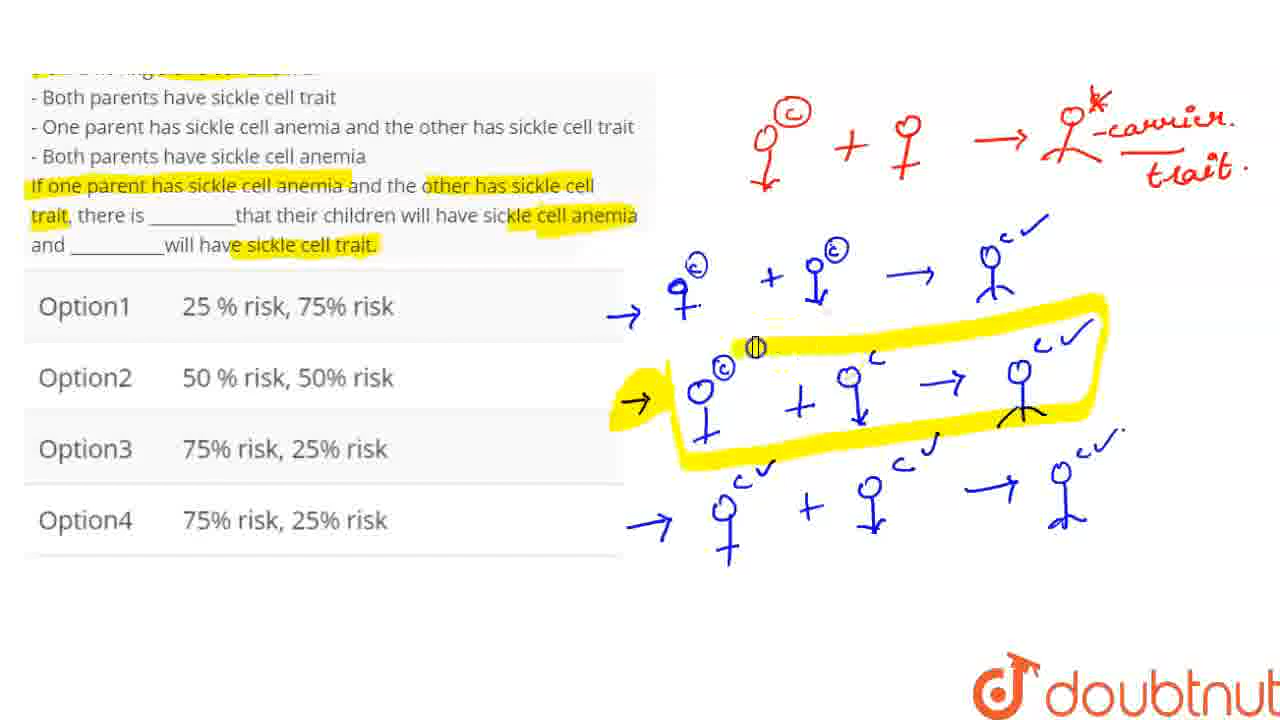 - Both parents have sickle cell trait
- One parent has sickle cell anemia and the other has sickle cell trait
- Both parents have sickle cell anemia
If one parent has sickle cell anemia and the other has sickle cell
trait, there is __________that their children will have sickle cell anemia
and ___________will have sickle cell trait.
Option1 25 % risk, 75% risk
Option2 50 % risk, 50% risk
Option3 75% risk, 25% risk
Option4 75% risk, 25% risk
c + → -carrier.
trait.
→ c + c → c ✓
→ c + c → c ✓
→ c ✓ + c ✓ → c ✓
doubtnut